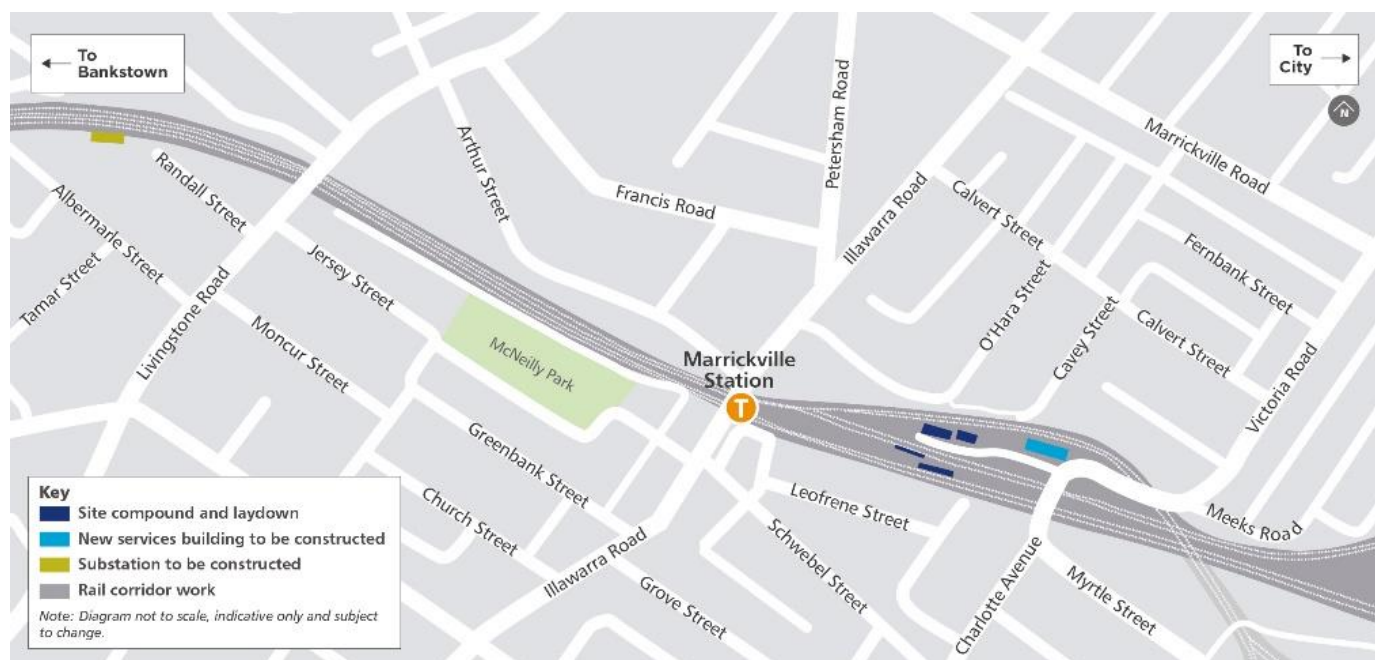 To
Bankstown
To
City
N
Marrickville Road
Petersham Road
Arthur Street
Randall Street
Francis Road
Illawarra Road
Calvert Street
Albermarle Street
Fernbank Street
Tamar Street
Jersey Street
O'Hara Street
Livingstone Road
Cavey Street
Calvert Street
Moncur Street
McNeilly Park
Marrickville
Station
T
Victoria Road
Greenbank Street
Church Street
Leofrene Street
Meeks Road
Schwebel Street
Illawarra Road
Grove Street
Charlotte Avenue
Myrtle Street
Key
Site compound and laydown
New services building to be constructed
Substation to be constructed
Rail corridor work
Note: Diagram not to scale, indicative only and subject
to change.